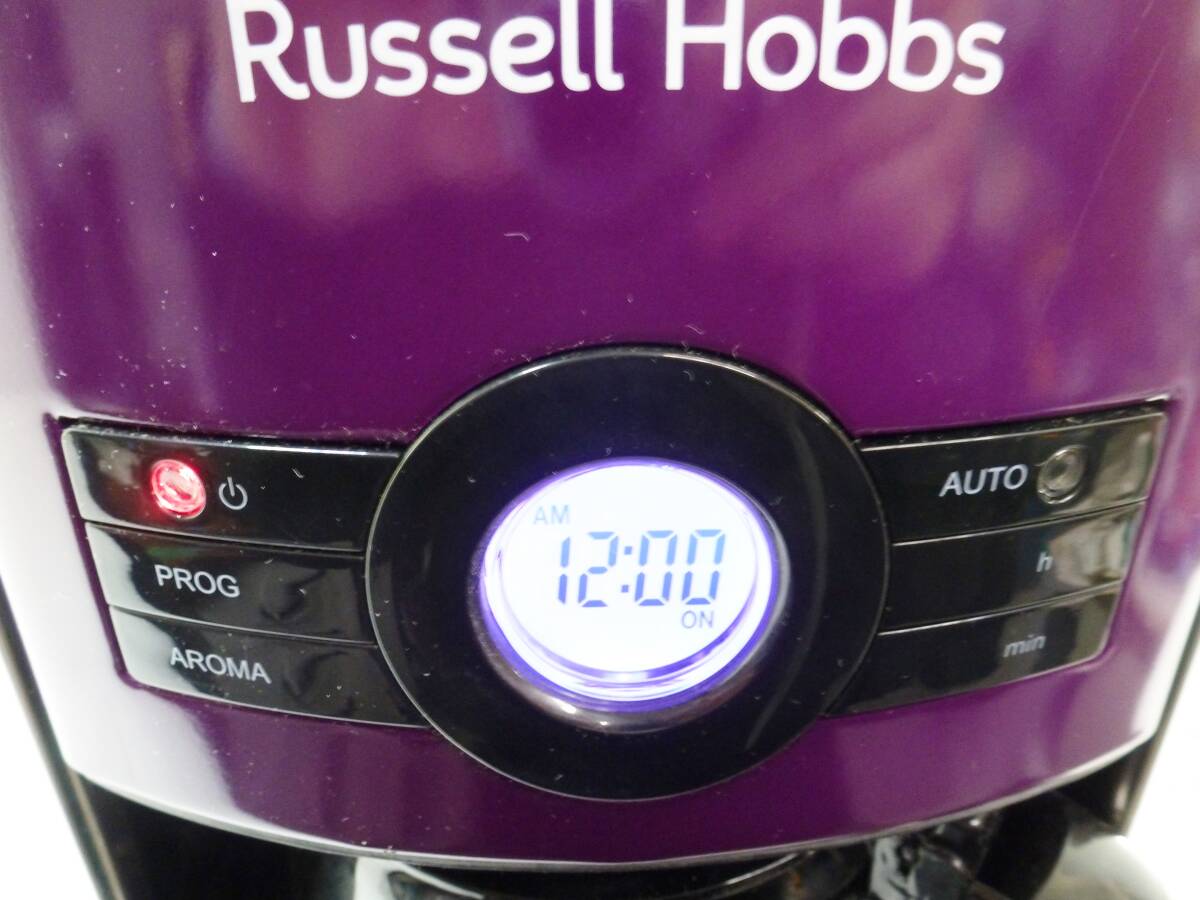 Russell Hobbs
PROG
AROMA
AM
12:00
ON
AUTO
h
min